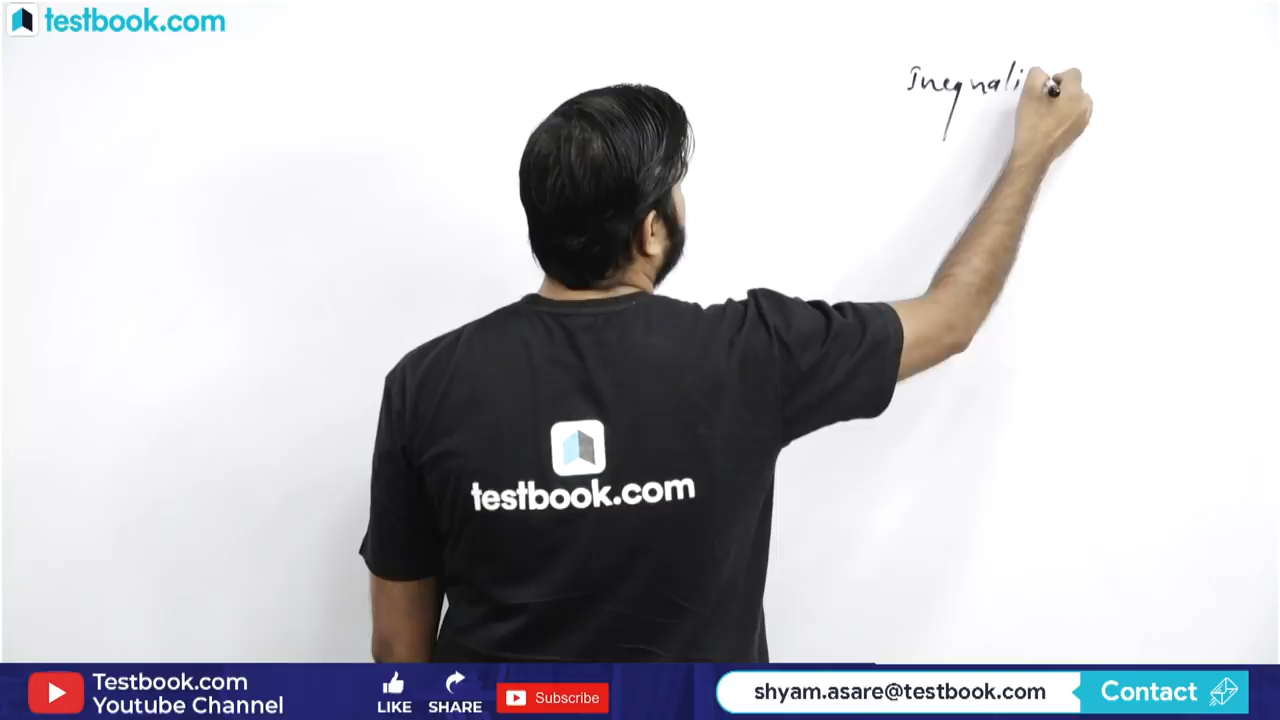 testbook.com
Inequali
testbook.com
Testbook.com
Youtube Channel
LIKE
SHARE
Subscribe
shyam.asare@testbook.com
Contact